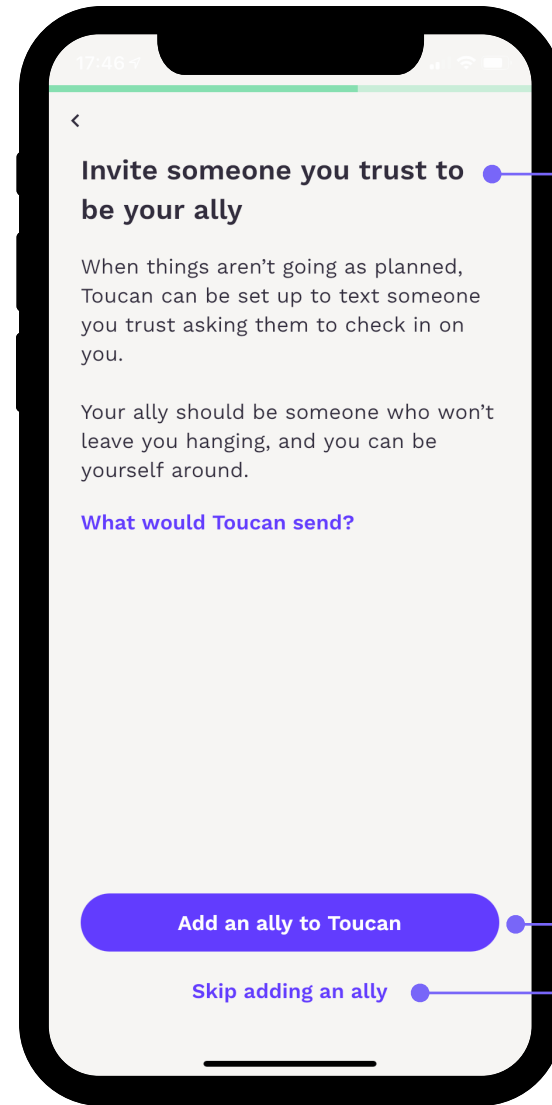 17:46
Invite someone you trust to
be your ally
When things aren’t going as planned,
Toucan can be set up to text someone
you trust asking them to check in on
you.
Your ally should be someone who won’t
leave you hanging, and you can be
yourself around.
What would Toucan send?
Add an ally to Toucan
Skip adding an ally